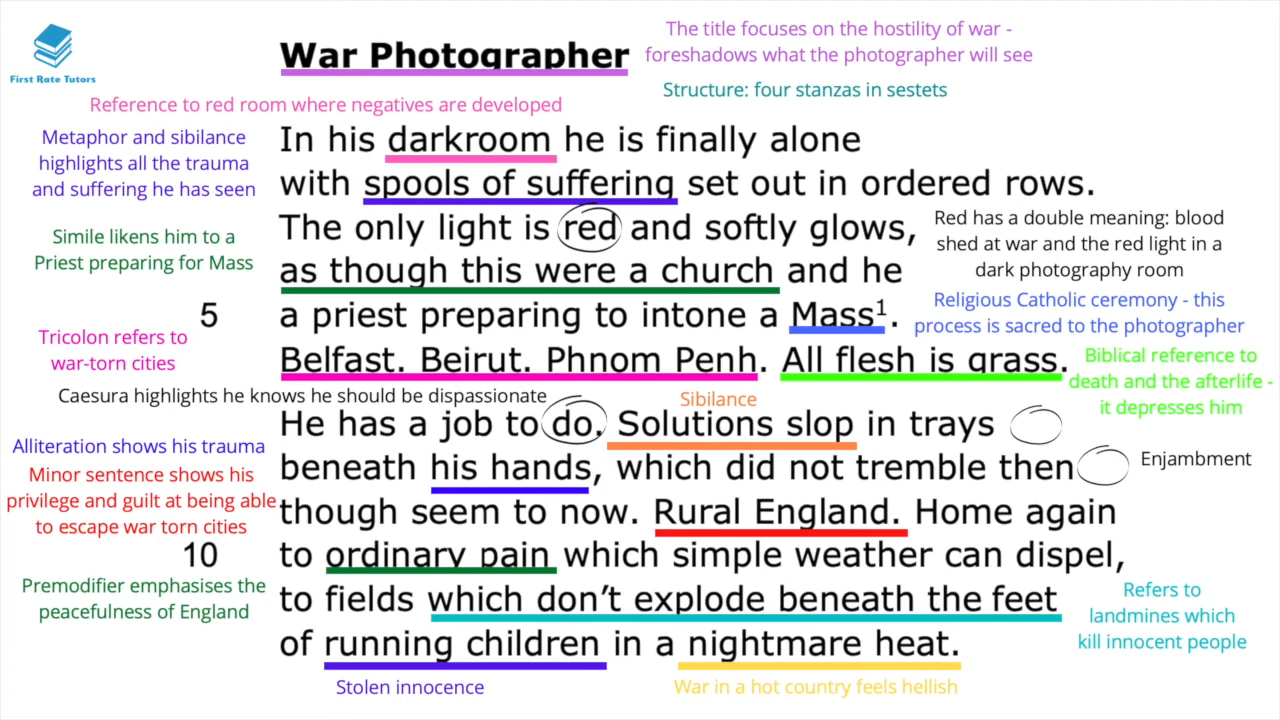 First Rate Tutors
War Photographer
The title focuses on the hostility of war -
foreshadows what the photographer will see
Structure: four stanzas in sestets
Reference to red room where negatives are developed
Metaphor and sibilance
highlights all the trauma
and suffering he has seen
In his darkroom he is finally alone
with spools of suffering set out in ordered rows.
The only light is red and softly glows,
Red has a double meaning: blood
shed at war and the red light in a
dark photography room
Simile likens him to a
Priest preparing for Mass
as though this were a church and he
5 a priest preparing to intone a Mass¹.
Religious Catholic ceremony - this
process is sacred to the photographer
Tricolon refers to
war-torn cities
Belfast. Beirut. Phnom Penh. All flesh is grass.
Biblical reference to
death and the afterlife -
it depresses him
Caesura highlights he knows he should be dispassionate
Sibilance
He has a job to do. Solutions slop in trays
Alliteration shows his trauma
beneath his hands, which did not tremble then
Enjambment
Minor sentence shows his
privilege and guilt at being able
to escape war torn cities
though seem to now. Rural England. Home again
10 to ordinary pain which simple weather can dispel,
Premodifier emphasises the
peacefulness of England
to fields which don’t explode beneath the feet
Refers to
landmines which
kill innocent people
of running children in a nightmare heat.
Stolen innocence
War in a hot country feels hellish